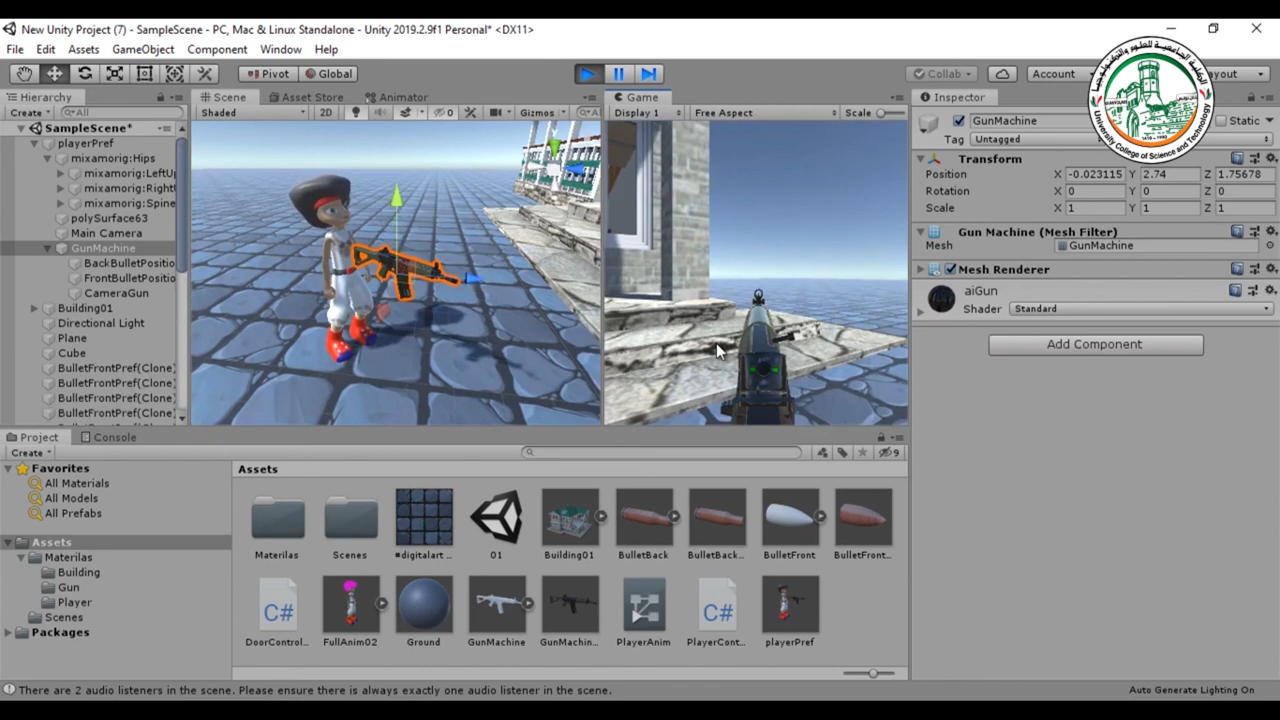 New Unity Project (7) - SampleScene - PC, Mac & Linux Standalone - Unity 2019.2.9f1 Personal* <DX11>
File Edit Assets GameObject Component Window Help
Pivot Global Collab Account
Hierarchy Scene Asset Store Animator Game Inspector
Create All Shaded 2D 0 Gizmos Display 1 Free Aspect Scale
SampleScene*
playerPref
mixamorig:Hips
mixamorig:LeftU
mixamorig:Right
mixamorig:Spine
polySurface63
Main Camera
GunMachine
BackBulletPositio
FrontBulletPositio
CameraGun
Building01
Directional Light
Plane
Cube
BulletFrontPref(Clone)
BulletFrontPref(Clone)
BulletFrontPref(Clone)
BulletFrontPref(Clone)
GunMachine Static
Tag Untagged
Transform
Position X -0.023115 Y 2.74 Z 1.75678
Rotation X 0 Y 0 Z 0
Scale X 1 Y 1 Z 1
Gun Machine (Mesh Filter)
Mesh GunMachine
Mesh Renderer
aiGun
Shader Standard
Add Component
University College of Science and Technology
Project Console
Create 9
Favorites
All Materials
All Models
All Prefabs
Assets
Materilas
Building
Gun
Player
Scenes
Packages
Assets
Materilas Scenes #digitalart ... 01 Building01 BulletBack BulletBack... BulletFront BulletFront...
C# C#
DoorControl... FullAnim02 Ground GunMachine GunMachin... PlayerAnim PlayerCont... playerPref
There are 2 audio listeners in the scene. Please ensure there is always exactly one audio listener in the scene.
Auto Generate Lighting On